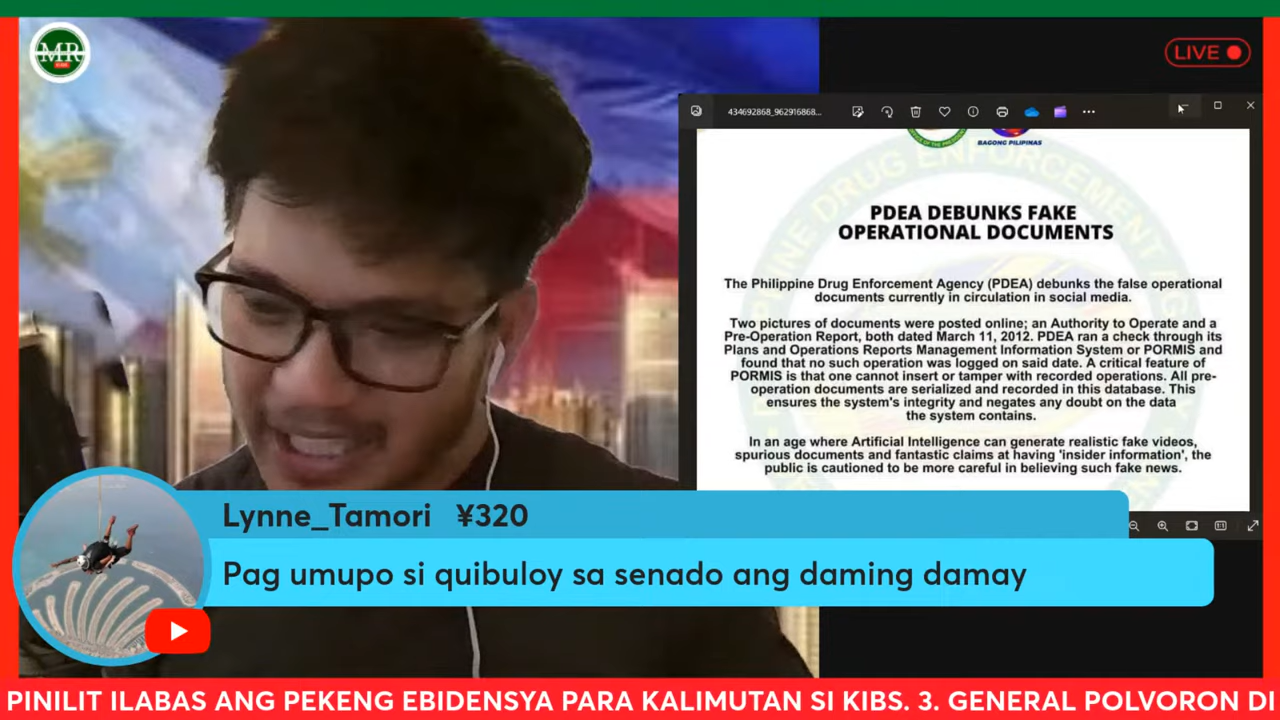 MR
LIVE
434692868_962916868...
BAGONG PILIPINAS
PDEA DEBUNKS FAKE
OPERATIONAL DOCUMENTS
The Philippine Drug Enforcement Agency (PDEA) debunks the false operational
documents currently in circulation in social media.
Two pictures of documents were posted online; an Authority to Operate and a
Pre-Operation Report, both dated March 11, 2012. PDEA ran a check through its
Plans and Operations Reports Management Information System or PORMIS and
found that no such operation was logged on said date. A critical feature of
PORMIS is that one cannot insert or tamper with recorded operations. All pre-
operation documents are serialized and recorded in this database. This
ensures the system's integrity and negates any doubt on the data
the system contains.
In an age where Artificial Intelligence can generate realistic fake videos,
spurious documents and fantastic claims at having 'insider information', the
public is cautioned to be more careful in believing such fake news.
Lynne_Tamori ¥320
Pag umupo si quibuloy sa senado ang daming damay
PINILIT ILABAS ANG PEKENG EBIDENSYA PARA KALIMUTAN SI KIBS. 3. GENERAL POLVORON DI